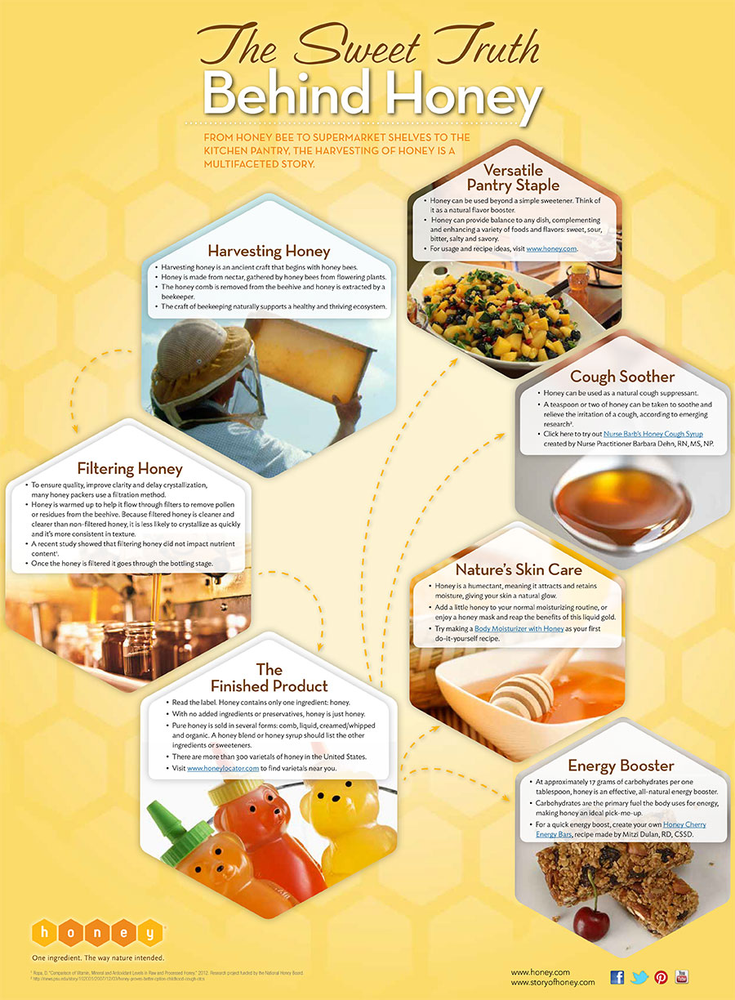 The Sweet Truth
Behind Honey
FROM HONEY BEE TO SUPERMARKET SHELVES TO THE
KITCHEN PANTRY, THE HARVESTING OF HONEY IS A
MULTIFACETED STORY.
Harvesting Honey
• Harvesting honey is an ancient craft that begins with honey bees.
• Honey is made from nectar, gathered by honey bees from flowering plants.
• The honey comb is removed from the beehive and honey is extracted by a
beekeeper.
• The craft of beekeeping naturally supports a healthy and thriving ecosystem.
Filtering Honey
• To ensure quality, improve clarity and delay crystallization,
many honey packers use a filtration method.
• Honey is warmed up to help it flow through filters to remove pollen
or residues from the beehive. Because filtered honey is cleaner and
clearer than non-filtered honey, it is less likely to crystallize as quickly
and it's more consistent in texture.
• A recent study showed that filtering honey did not impact nutrient
content¹.
• Once the honey is filtered it goes through the bottling stage.
The
Finished Product
• Read the label. Honey contains only one ingredient: honey.
• With no added ingredients or preservatives, honey is just honey.
• Pure honey is sold in several forms: comb, liquid, creamed/whipped
and organic. A honey blend or honey syrup should list the other
ingredients or sweeteners.
• There are more than 300 varietals of honey in the United States.
• Visit www.honeylocator.com to find varietals near you.
Versatile
Pantry Staple
• Honey can be used beyond a simple sweetener. Think of
it as a natural flavor booster.
• Honey can provide balance to any dish, complementing
and enhancing a variety of foods and flavors: sweet, sour,
bitter, salty and savory.
• For usage and recipe ideas, visit www.honey.com.
Cough Soother
• Honey can be used as a natural cough suppressant.
• A teaspoon or two of honey can be taken to soothe and
relieve the irritation of a cough, according to emerging
research².
• Click here to try out Nurse Barb's Honey Cough Syrup
created by Nurse Practitioner Barbara Dehn, RN, MS, NP.
Nature's Skin Care
• Honey is a humectant, meaning it attracts and retains
moisture, giving your skin a natural glow.
• Add a little honey to your normal moisturizing routine, or
enjoy a honey mask and reap the benefits of this liquid gold.
• Try making a Body Moisturizer with Honey as your first
do-it-yourself recipe.
Energy Booster
• At approximately 17 grams of carbohydrates per one
tablespoon, honey is an effective, all-natural energy booster.
• Carbohydrates are the primary fuel the body uses for energy,
making honey an ideal pick-me-up.
• For a quick energy boost, create your own Honey Cherry
Energy Bars, recipe made by Mitzi Dulan, RD, CSSD.
honey®
One ingredient. The way nature intended.
¹ Ropa, D. "Comparison of Vitamin, Mineral and Antioxidant Levels in Raw and Processed Honey." 2012. Research project funded by the National Honey Board.
www.honey.com
www.storyofhoney.com
You Tube